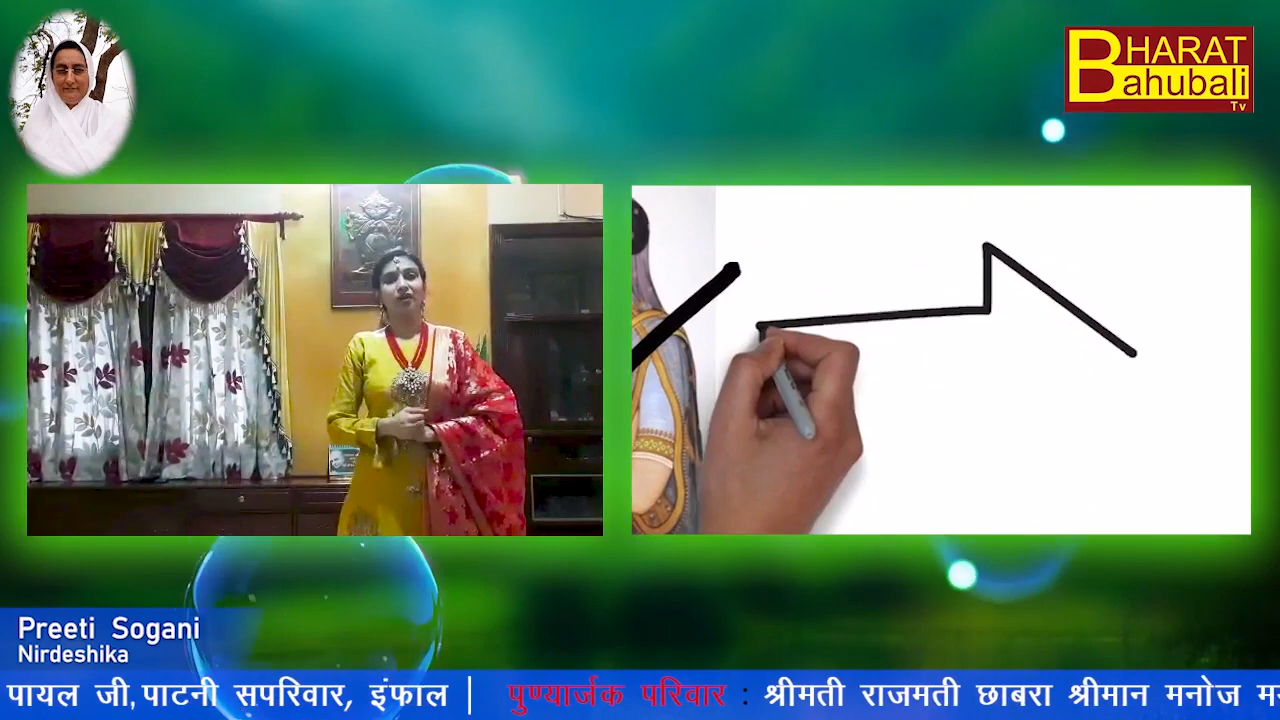 BHARAT
Bahubali
Tv
Preeti Sogani
Nirdeshika
पायल जी,पाटनी सपरिवार, इंफाल | पुण्यार्जक परिवार : श्रीमती राजमती छाबरा श्रीमान मनोज